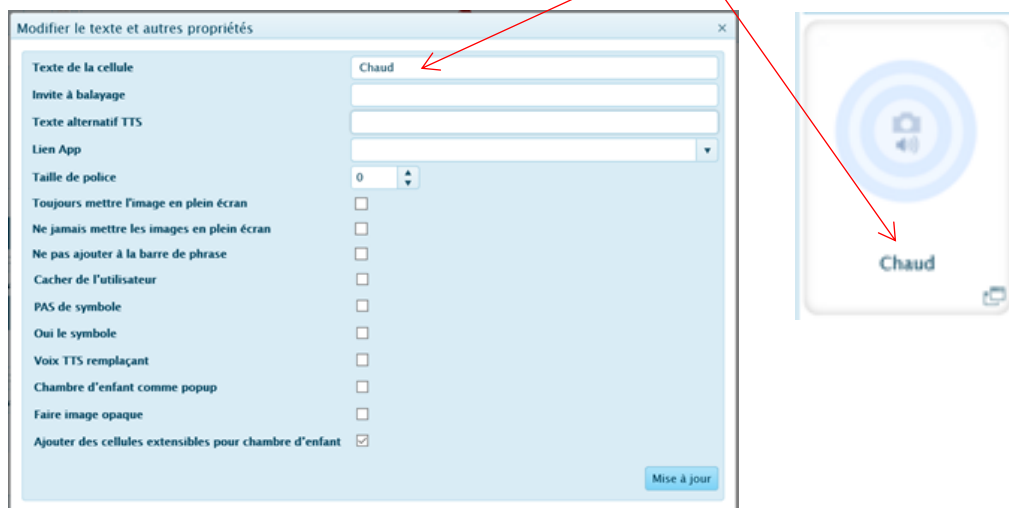 Modifier le texte et autres propriétés
Texte de la cellule
Chaud
Invite à balayage
Texte alternatif TTS
Lien App
Taille de police
0
Toujours mettre l'image en plein écran
Ne jamais mettre les images en plein écran
Ne pas ajouter à la barre de phrase
Cacher de l'utilisateur
PAS de symbole
Oui le symbole
Voix TTS remplaçant
Chambre d'enfant comme popup
Faire image opaque
Ajouter des cellules extensibles pour chambre d'enfant
Mise à jour
Chaud